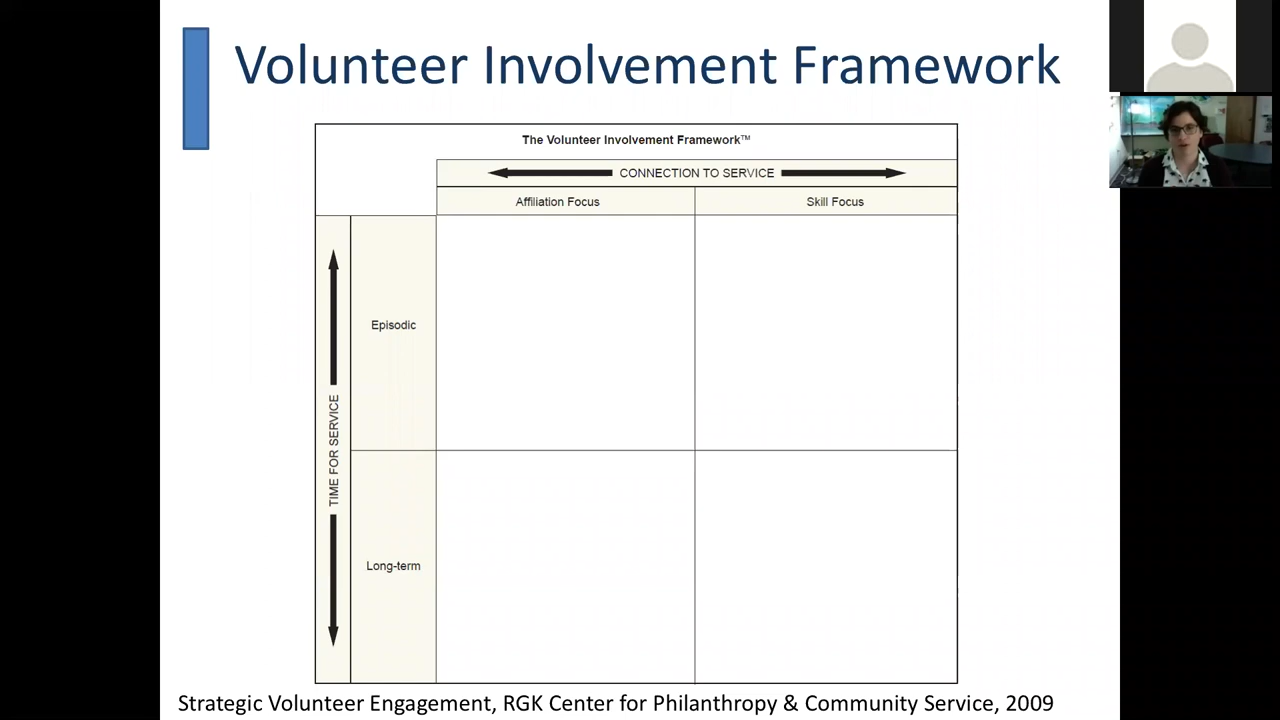 Volunteer Involvement Framework
The Volunteer Involvement Framework™
CONNECTION TO SERVICE
Affiliation Focus
Skill Focus
TIME FOR SERVICE
Episodic
Long-term
Strategic Volunteer Engagement, RGK Center for Philanthropy & Community Service, 2009